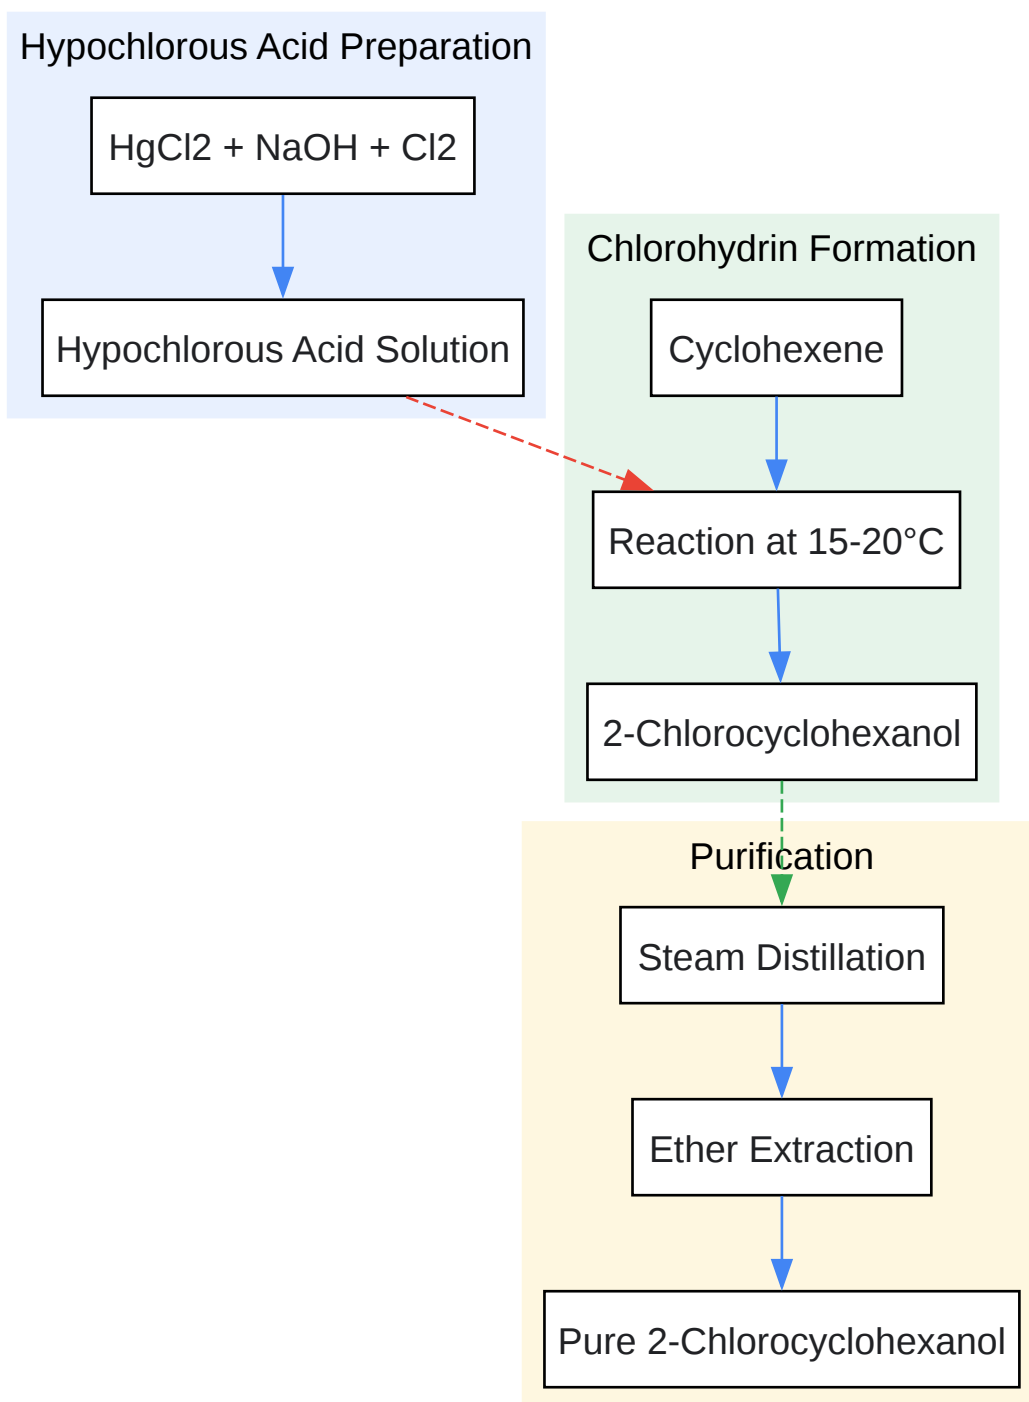 Hypochlorous Acid Preparation
HgCl2 + NaOH + Cl2
Hypochlorous Acid Solution
Chlorohydrin Formation
Cyclohexene
Reaction at 15-20°C
2-Chlorocyclohexanol
Purification
Steam Distillation
Ether Extraction
Pure 2-Chlorocyclohexanol